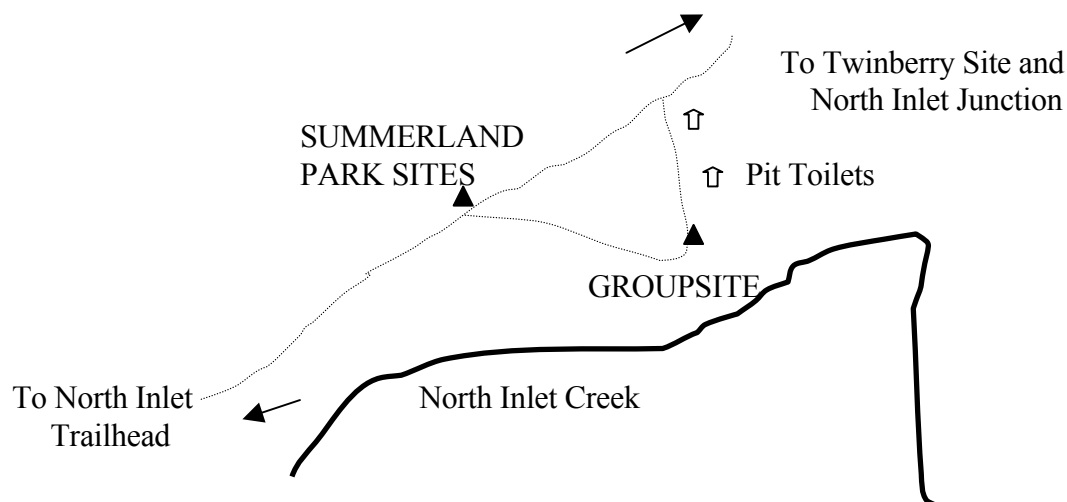 To Twinberry Site and
North Inlet Junction
SUMMERLAND
PARK SITES
Pit Toilets
GROUPSITE
To North Inlet
Trailhead
North Inlet Creek